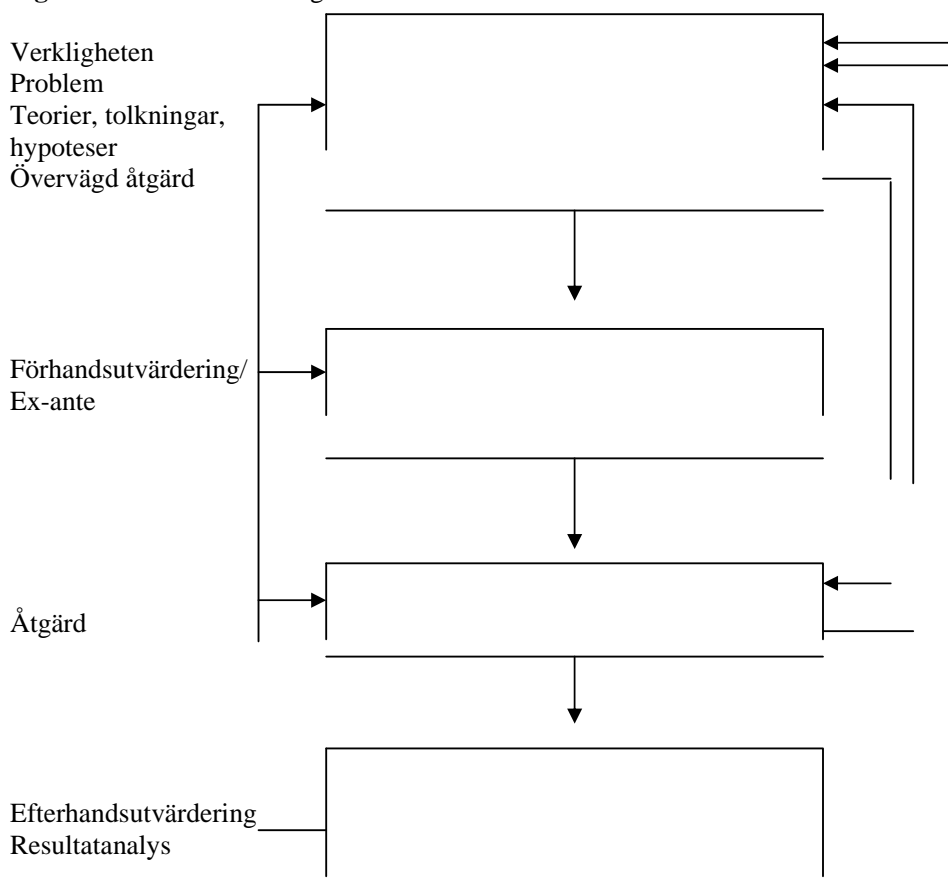 Verkligheten
Problem
Teorier, tolkningar,
hypoteser
Övervägd åtgärd
Förhandsutvärdering/
Ex-ante
Åtgärd
Efterhandsutvärdering
Resultatanalys